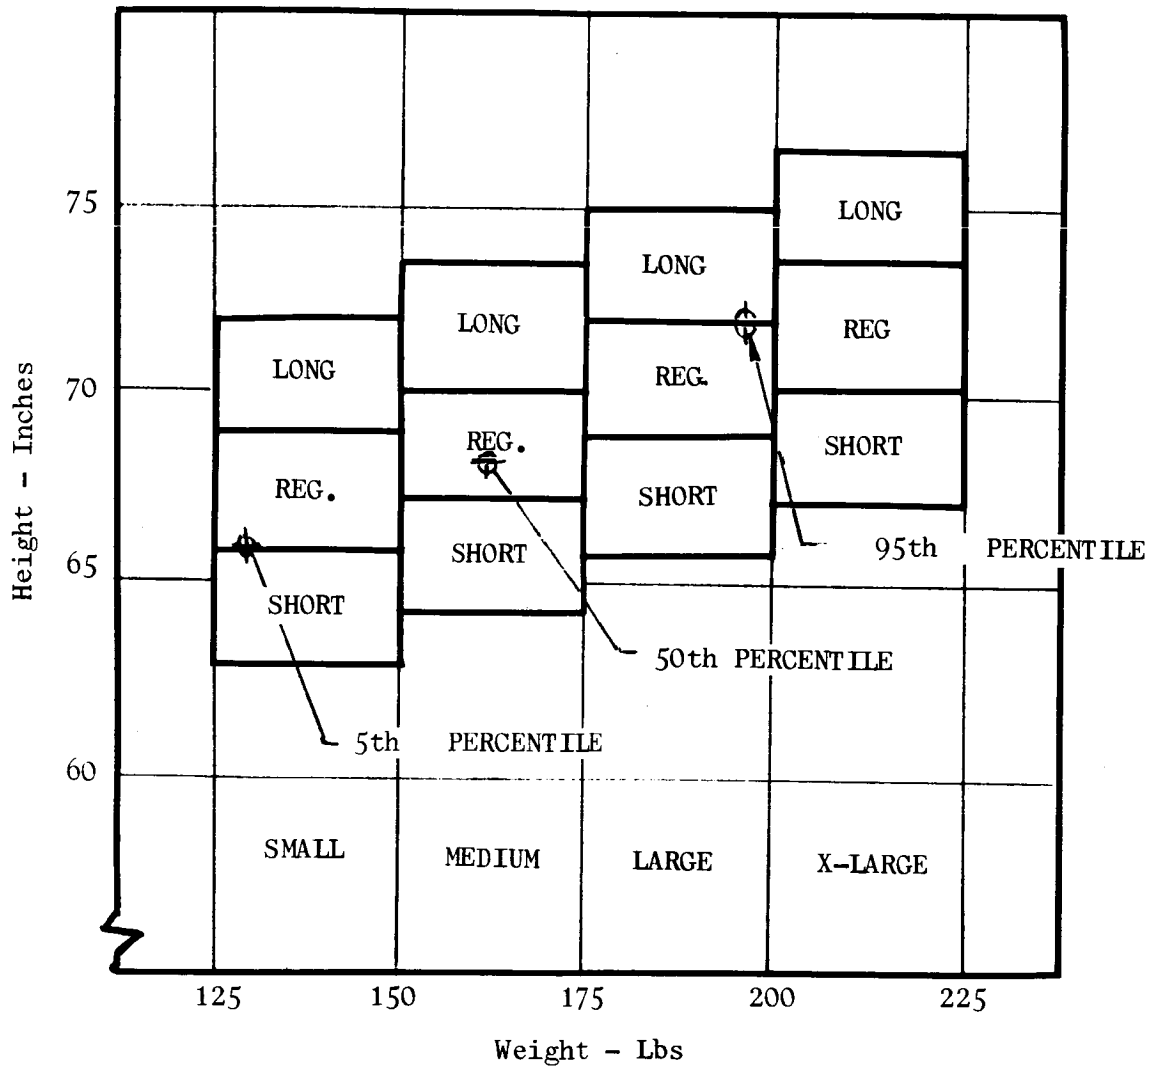 75
70
65
60
Height - Inches
LONG
REG.
SHORT
SMALL
LONG
REG.
SHORT
MEDIUM
LONG
REG.
SHORT
LARGE
LONG
REG
SHORT
X-LARGE
5th PERCENTILE
50th PERCENTILE
95th PERCENTILE
125 150 175 200 225
Weight - Lbs